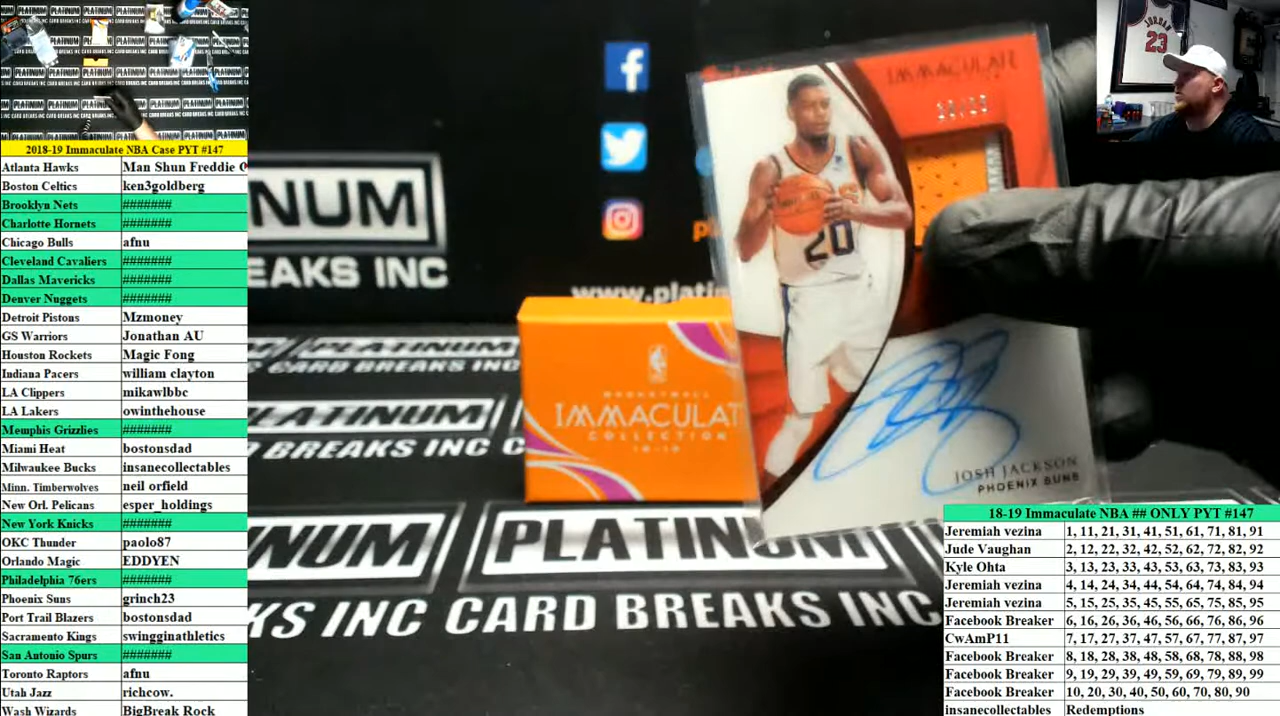 2018-19 Immaculate NBA Case PYT #147
Atlanta Hawks Man Shun Freddie
Boston Celtics ken3goldberg
Brooklyn Nets #######
Charlotte Hornets #######
Chicago Bulls afnu
Cleveland Cavaliers #######
Dallas Mavericks #######
Denver Nuggets #######
Detroit Pistons Mzmoney
GS Warriors Jonathan AU
Houston Rockets Magic Fong
Indiana Pacers william clayton
LA Clippers mikawlbbc
LA Lakers owinthehouse
Memphis Grizzlies #######
Miami Heat bostonsdad
Milwaukee Bucks insanecollectables
Minn. Timberwolves neil orfield
New Orl. Pelicans esper_holdings
New York Knicks #######
OKC Thunder paolo87
Orlando Magic EDDYEN
Philadelphia 76ers #######
Phoenix Suns grinch23
Port Trail Blazers bostonsdad
Sacramento Kings swingginathletics
San Antonio Spurs #######
Toronto Raptors afnu
Utah Jazz richcow.
Wash Wizards BigBreak Rock
NUM
EAKS INC
www.plati
PLATINUM
CARD BREAKS INC
BASKETBALL
IMMACULAT
COLLECTION
18-19
IMMACULATE
20
JOSH JACKSON
PHOENIX SUNS
JORDAN
23
NUM PLATINUM
KS INC CARD BREAKS INC
18-19 Immaculate NBA ## ONLY PYT #147
Jeremiah vezina 1, 11, 21, 31, 41, 51, 61, 71, 81, 91
Jude Vaughan 2, 12, 22, 32, 42, 52, 62, 72, 82, 92
Kyle Ohta 3, 13, 23, 33, 43, 53, 63, 73, 83, 93
Jeremiah vezina 4, 14, 24, 34, 44, 54, 64, 74, 84, 94
Jeremiah vezina 5, 15, 25, 35, 45, 55, 65, 75, 85, 95
Facebook Breaker 6, 16, 26, 36, 46, 56, 66, 76, 86, 96
CwAmP11 7, 17, 27, 37, 47, 57, 67, 77, 87, 97
Facebook Breaker 8, 18, 28, 38, 48, 58, 68, 78, 88, 98
Facebook Breaker 9, 19, 29, 39, 49, 59, 69, 79, 89, 99
Facebook Breaker 10, 20, 30, 40, 50, 60, 70, 80, 90
insanecollectables Redemptions